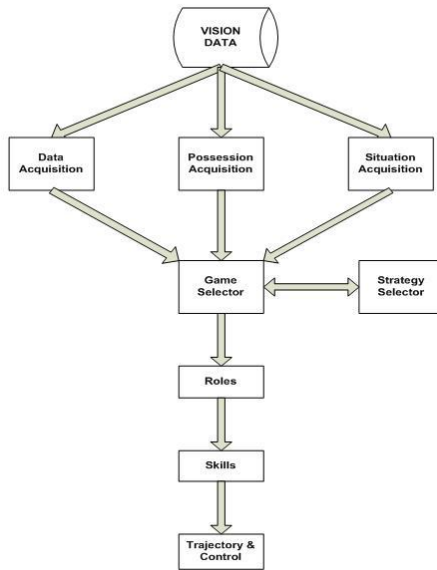 VISION
DATA
Data
Acquisition
Possession
Acquisition
Situation
Acquisition
Game
Selector
Strategy
Selector
Roles
Skills
Trajectory &
Control